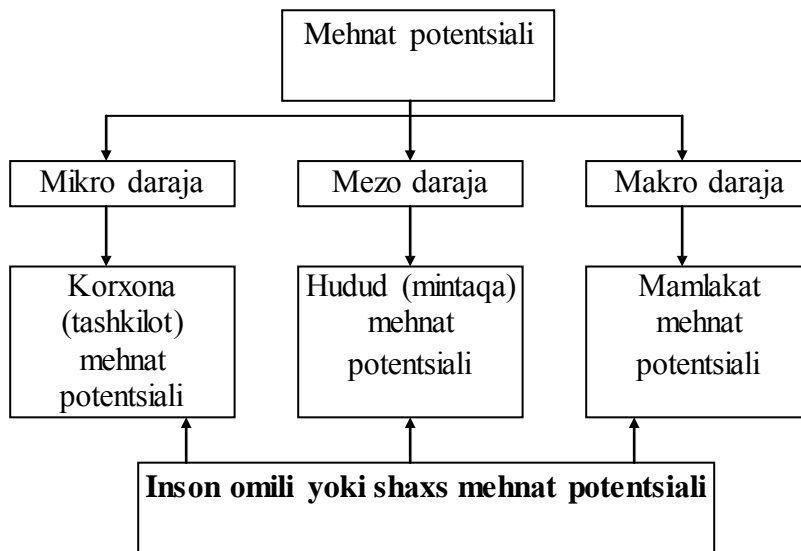 Mehnat potentsiali
Mikro daraja
Mezo daraja
Makro daraja
Korxona
(tashkilot)
mehnat
potentsiali
Hudud (mintaqa)
mehnat
potentsiali
Mamlakat
mehnat
potentsiali
Inson omili yoki shaxs mehnat potentsiali